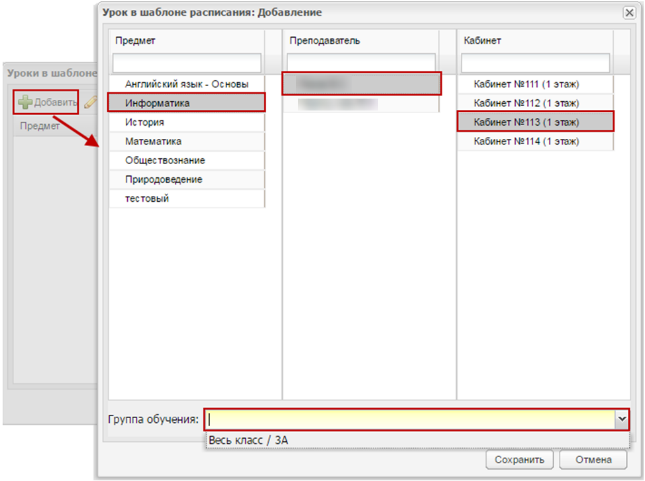 Урок в шаблоне расписания: Добавление
Предмет
Преподаватель
Кабинет
Уроки в шаблоне
Добавить
Предмет
Английский язык - Основы
Информатика
История
Математика
Обществознание
Природоведение
тестовый
Кабинет №111 (1 этаж)
Кабинет №112 (1 этаж)
Кабинет №113 (1 этаж)
Кабинет №114 (1 этаж)
Группа обучения:
Весь класс / 3А
Сохранить
Отмена